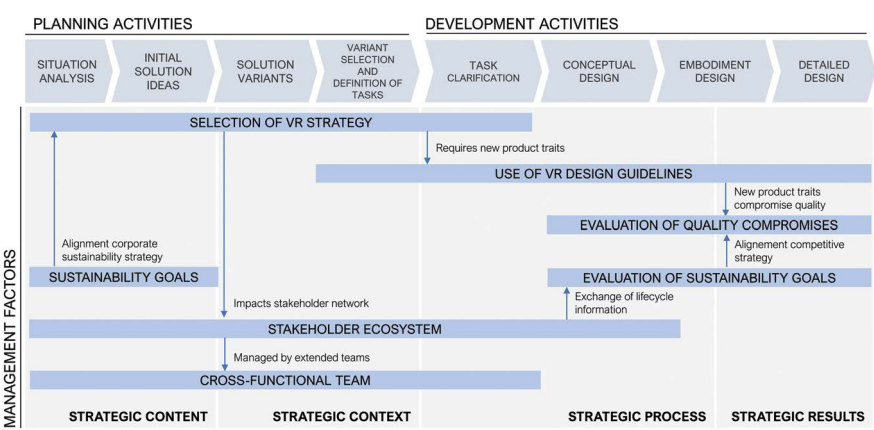 PLANNING ACTIVITIES
DEVELOPMENT ACTIVITIES
SITUATION
ANALYSIS
INITIAL
SOLUTION
IDEAS
SOLUTION
VARIANTS
VARIANT
SELECTION
AND
DEFINITION OF
TASKS
TASK
CLARIFICATION
CONCEPTUAL
DESIGN
EMBODIMENT
DESIGN
DETAILED
DESIGN
MANAGEMENT FACTORS
SELECTION OF VR STRATEGY
Requires new product traits
USE OF VR DESIGN GUIDELINES
New product traits
compromise quality
EVALUATION OF QUALITY COMPROMISES
Alignment corporate
sustainability strategy
Alignement competitive
strategy
SUSTAINABILITY GOALS
EVALUATION OF SUSTAINABILITY GOALS
Impacts stakeholder network
Exchange of lifecycle
information
STAKEHOLDER ECOSYSTEM
Managed by extended teams
CROSS-FUNCTIONAL TEAM
STRATEGIC CONTENT
STRATEGIC CONTEXT
STRATEGIC PROCESS
STRATEGIC RESULTS